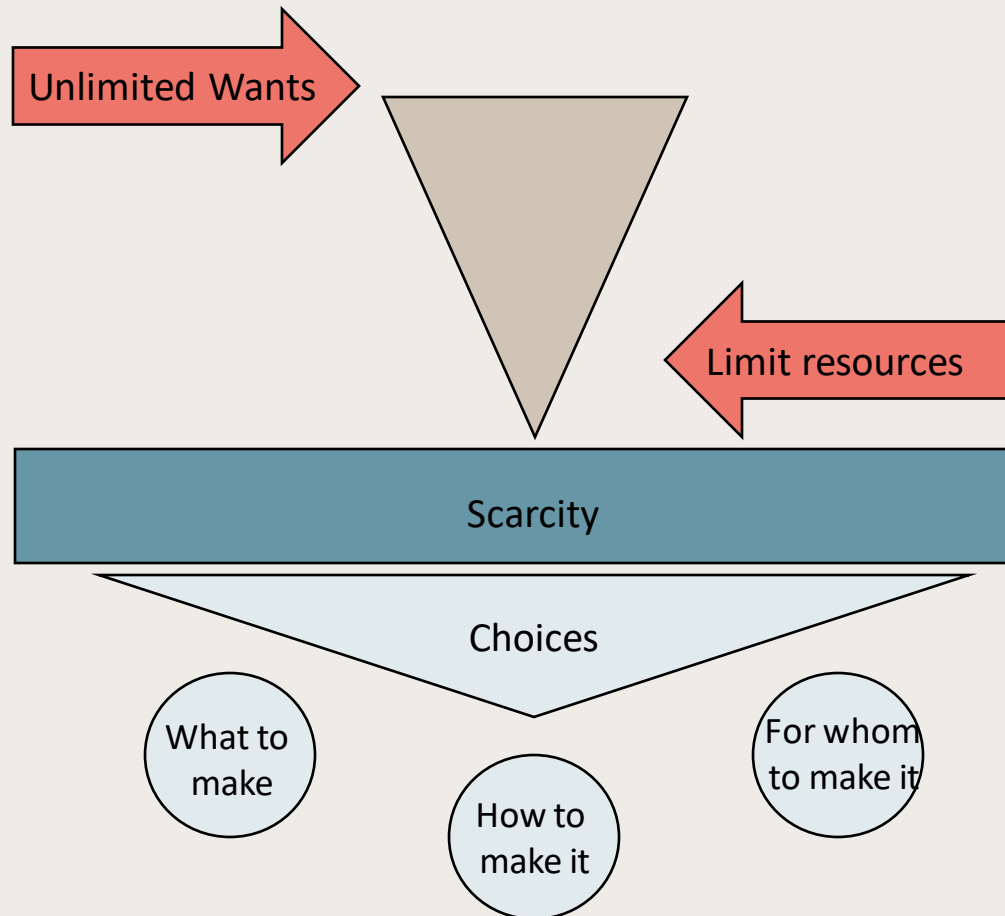 Unlimited Wants
Limit resources
Scarcity
Choices
What to
make
How to
make it
For whom
to make it